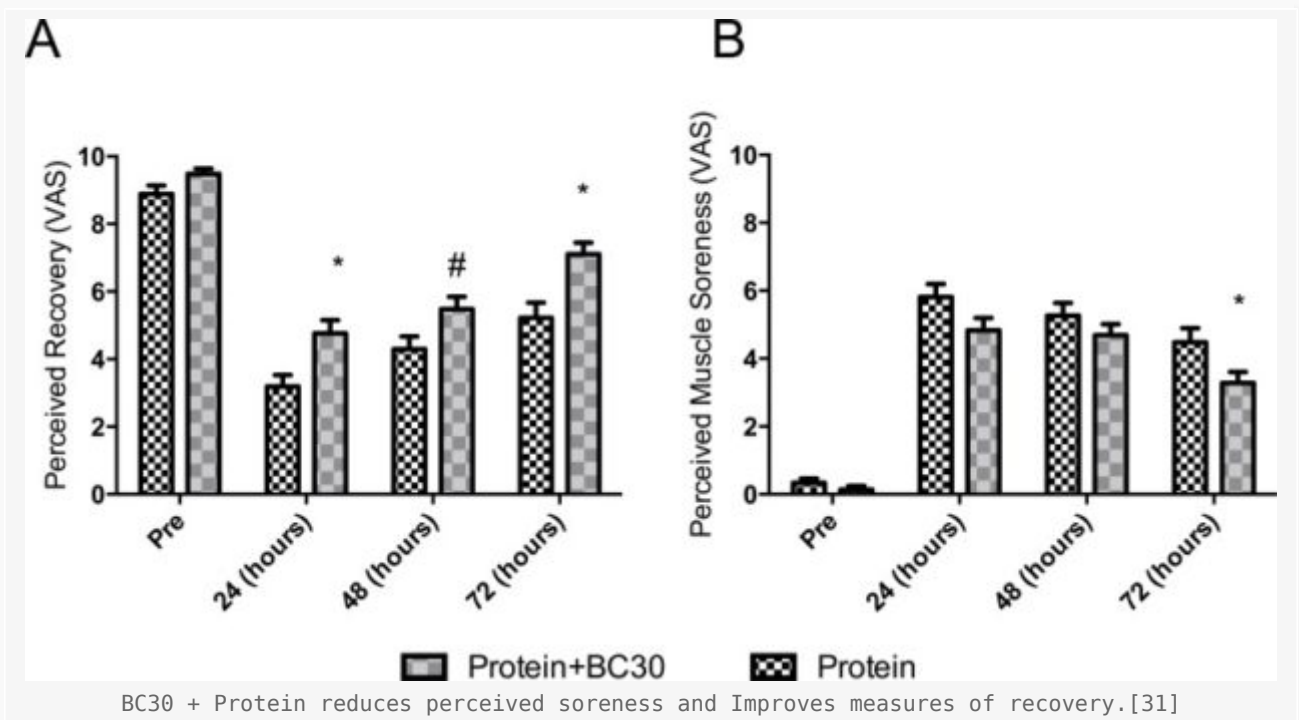 A
B
Perceived Recovery (VAS)
10
8
6
4
2
0
*
#
*
Pre
24 (hours)
48 (hours)
72 (hours)
Perceived Muscle Soreness (VAS)
10
8
6
4
2
0
*
Pre
24 (hours)
48 (hours)
72 (hours)
Protein+BC30
Protein
BC30 + Protein reduces perceived soreness and Improves measures of recovery.[31]